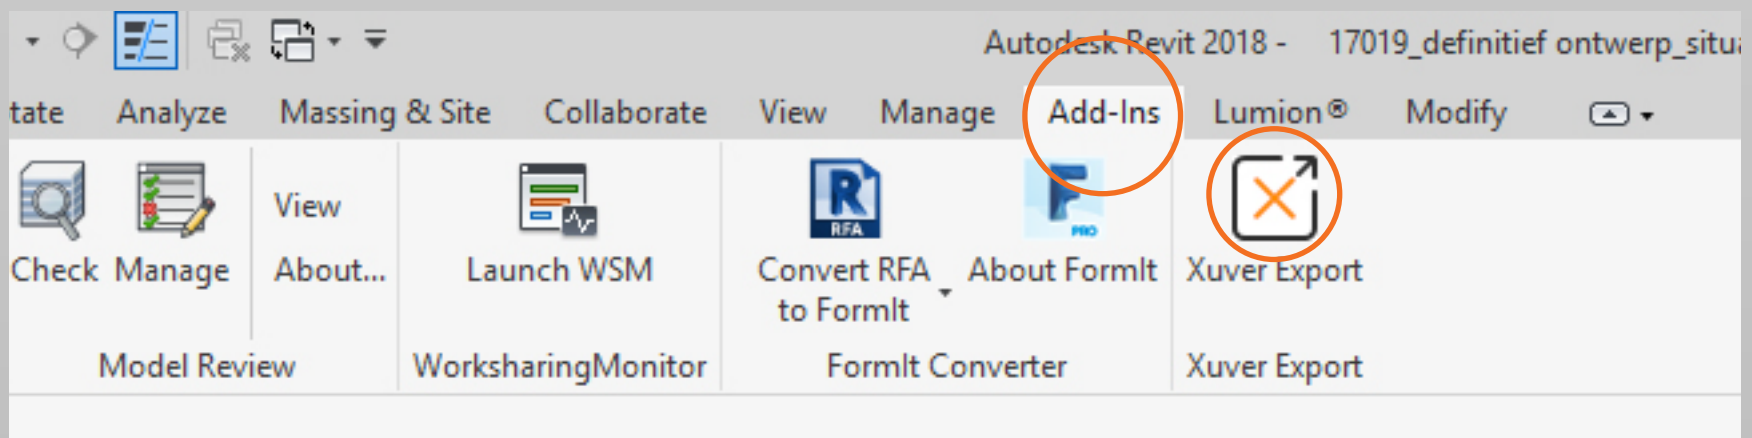 Autodesk Revit 2018 - 17019_definitief ontwerp_situa
tate Analyze Massing & Site Collaborate View Manage Add-Ins Lumion® Modify
R RFA F PRO
View
Check Manage About... Launch WSM Convert RFA to FormIt About FormIt Xuver Export
Model Review WorksharingMonitor FormIt Converter Xuver Export